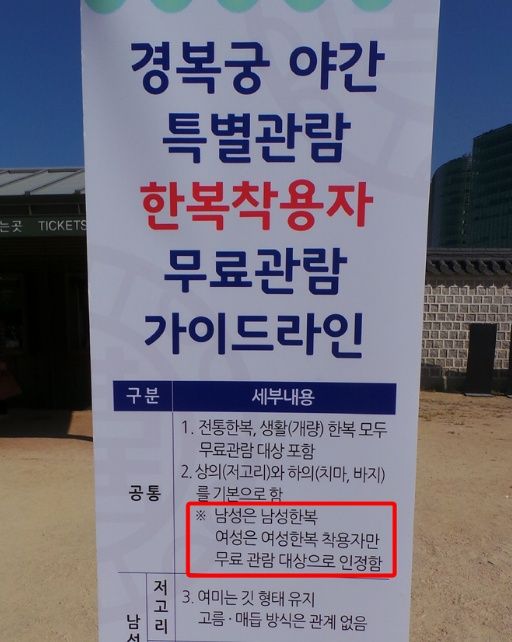 경복궁 야간
특별관람
한복착용자
무료관람
가이드라인
는곳 TICKETS
구분 세부내용
공통
1. 전통한복, 생활(개량) 한복 모두
무료관람 대상 포함
2. 상의(저고리)와 하의(치마, 바지)
를 기본으로 함
※ 남성은 남성한복
여성은 여성한복 착용자만
무료 관람 대상으로 인정함
남성
저고리
3. 여미는 깃 형태 유지
고름·매듭 방식은 관계 없음